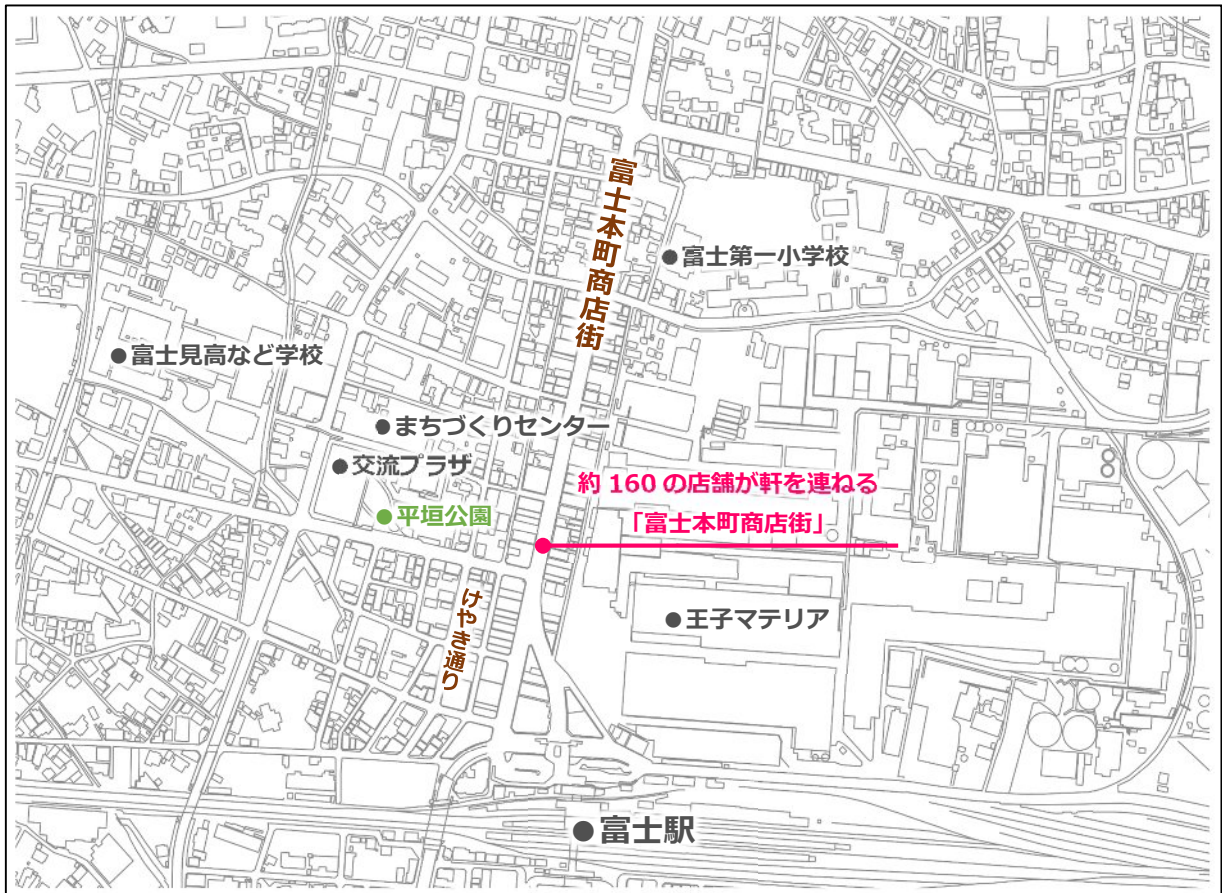 富士本町商店街
富士第一小学校
富士見高など学校
まちづくりセンター
交流プラザ
約 160 の店舗が軒を連ねる
「富士本町商店街」
平垣公園
けやき通り
王子マテリア
富士駅